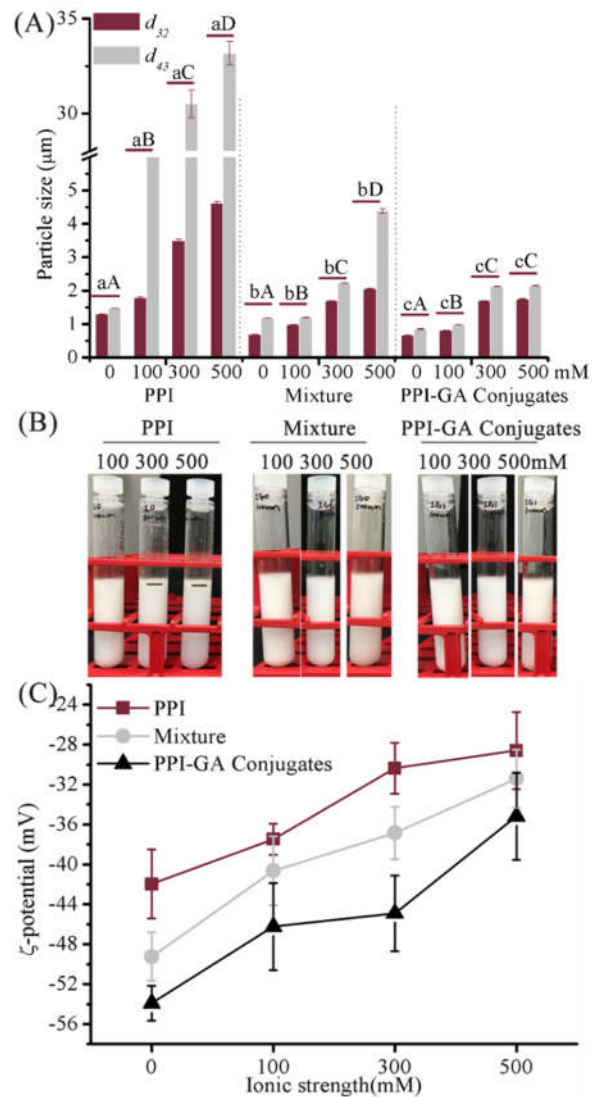 (A)
d32
d43
35
30
5
4
3
2
1
0
Particle size (μm)
aA aB aC aD
bA bB bC bD
cA cB cC cC
0 100 300 500 0 100 300 500 0 100 300 500 mM
PPI Mixture PPI-GA Conjugates
(B)
PPI Mixture PPI-GA Conjugates
100 300 500 100 300 500 100 300 500mM
(C)
PPI
Mixture
PPI-GA Conjugates
-24
-28
-32
-36
-40
-44
-48
-52
-56
ζ-potential (mV)
0 100 300 500
Ionic strength(mM)